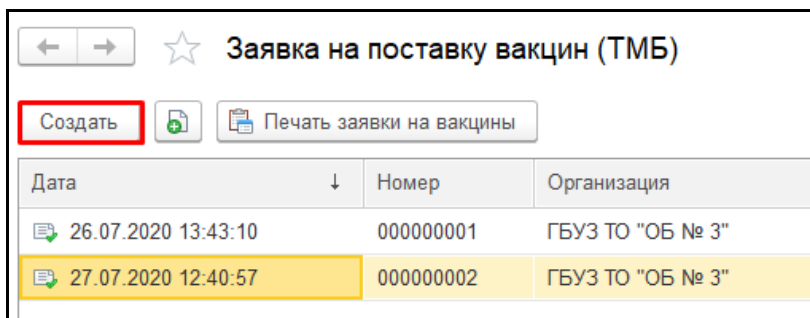 Заявка на поставку вакцин (ТМБ)
Создать Печать заявки на вакцины
Дата ↓ Номер Организация
26.07.2020 13:43:10 000000001 ГБУЗ ТО "ОБ № 3"
27.07.2020 12:40:57 000000002 ГБУЗ ТО "ОБ № 3"